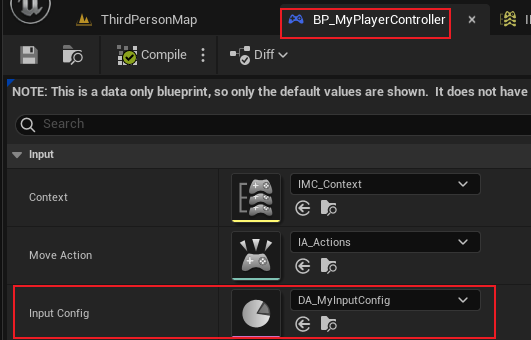 ThirdPersonMap
BP_MyPlayerController
Compile
Diff
NOTE: This is a data only blueprint, so only the default values are shown. It does not have
Search
Input
Context
IMC_Context
Move Action
IA_Actions
Input Config
DA_MyInputConfig